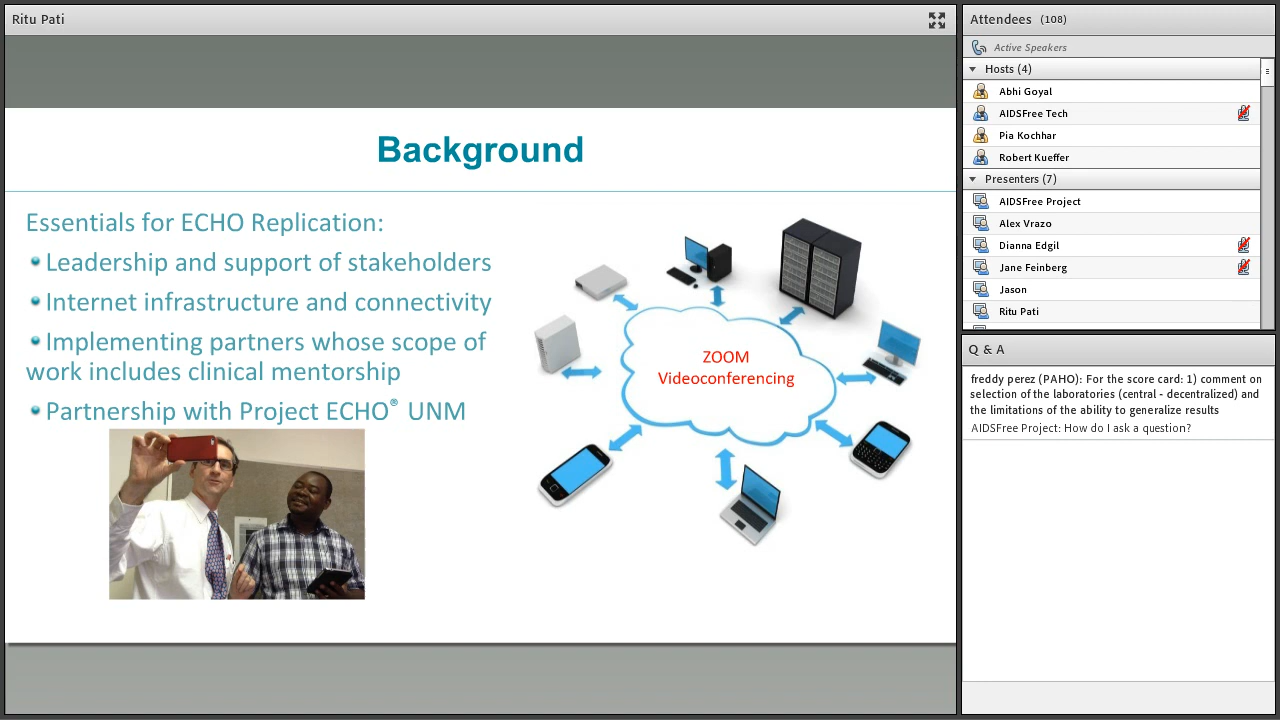 Ritu Pati
Background
Essentials for ECHO Replication:
Leadership and support of stakeholders
Internet infrastructure and connectivity
Implementing partners whose scope of
work includes clinical mentorship
Partnership with Project ECHO® UNM
ZOOM
Videoconferencing
Attendees (108)
Active Speakers
Hosts (4)
Abhi Goyal
AIDSFree Tech
Pia Kochhar
Robert Kueffer
Presenters (7)
AIDSFree Project
Alex Vrazo
Dianna Edgil
Jane Feinberg
Jason
Ritu Pati
Q & A
freddy perez (PAHO): For the score card: 1) comment on
selection of the laboratories (central - decentralized) and
the limitations of the ability to generalize results
AIDSFree Project: How do I ask a question?